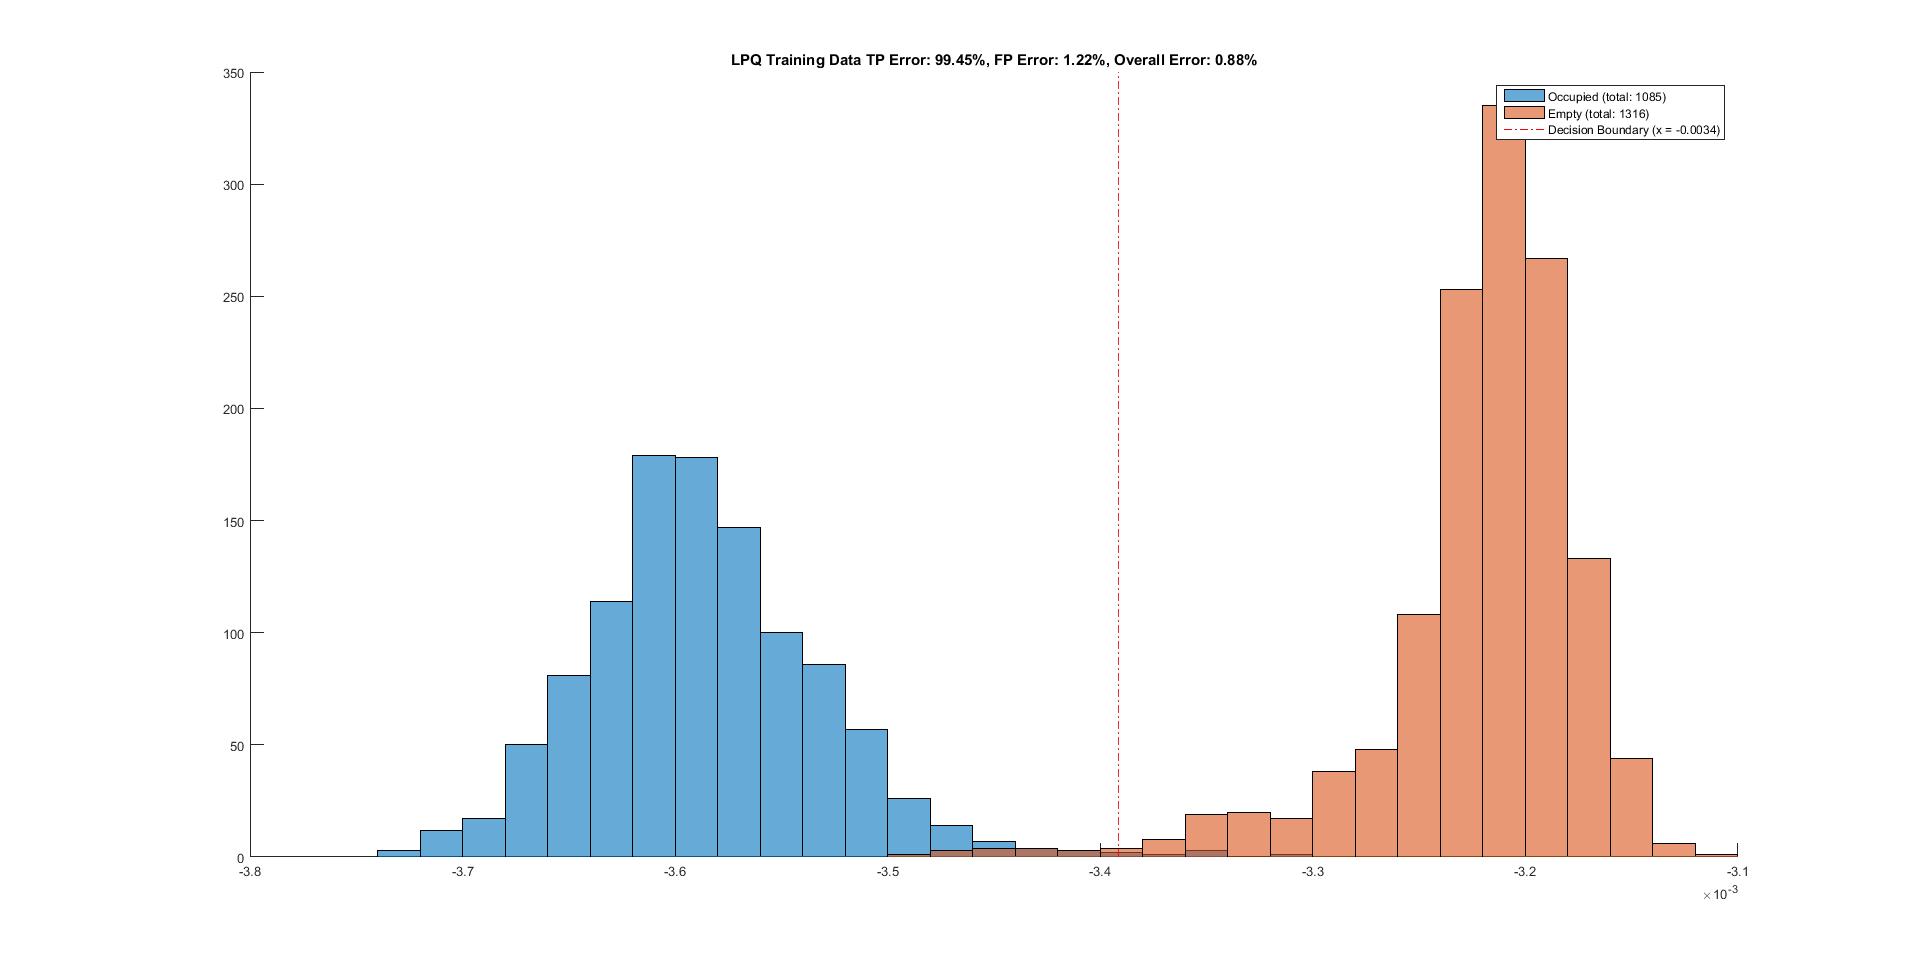 LPQ Training Data TP Error: 99.45%, FP Error: 1.22%, Overall Error: 0.88%
350
300
250
200
150
100
50
0
Occupied (total: 1085)
Empty (total: 1316)
Decision Boundary (x = -0.0034)
-3.8 -3.7 -3.6 -3.5 -3.4 -3.3 -3.2 -3.1
×10-3